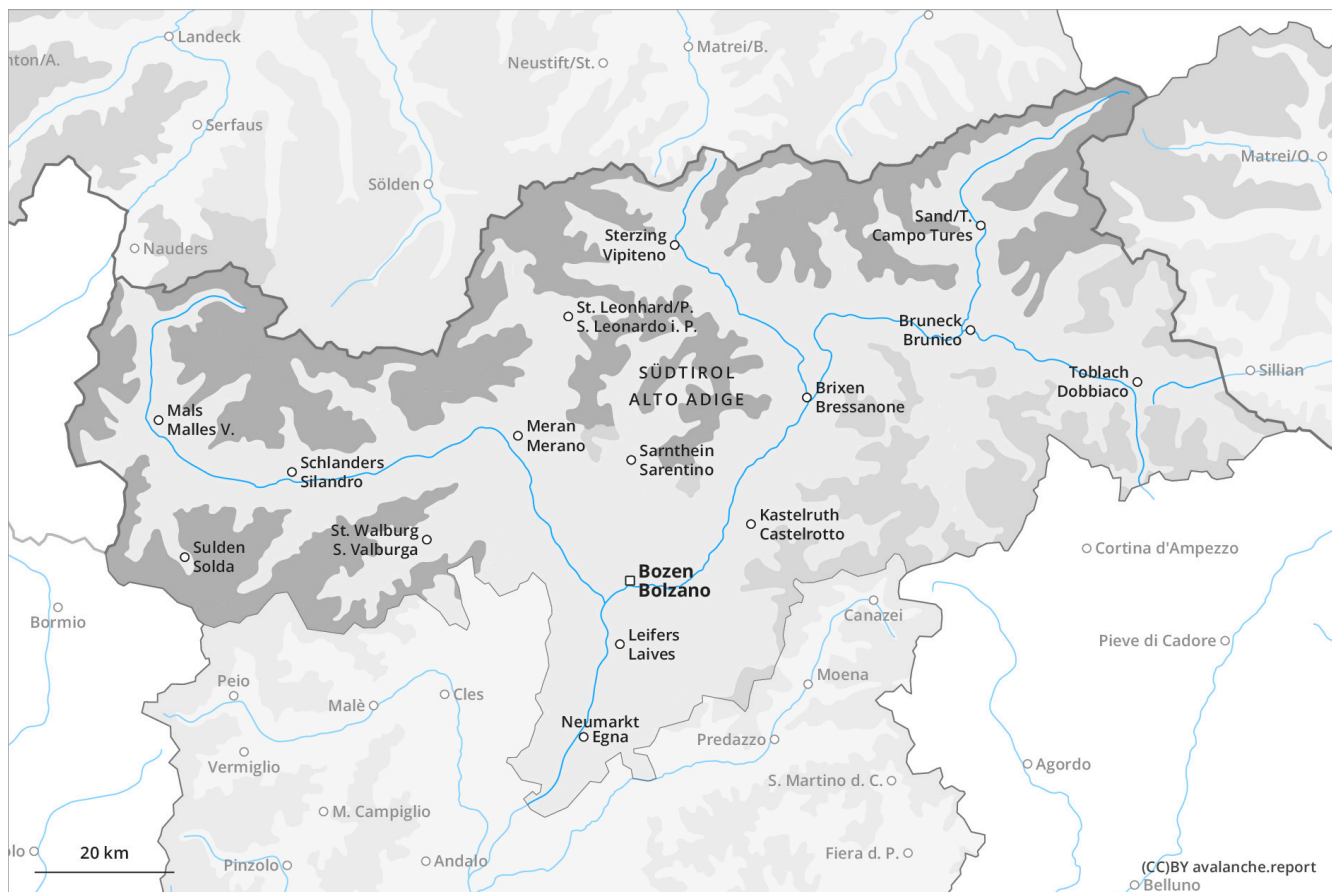 Landeck
nton/A.
Matrei/B.
Neustift/St.
Serfaus
Matrei/O.
Sölden
Sand/T.
Campo Tures
Sterzing
Vipiteno
Nauders
St. Leonhard/P.
S. Leonardo i. P.
Bruneck
Brunico
SÜDTIROL
ALTO ADIGE
Toblach
Dobbiaco
Sillian
Brixen
Bressanone
Mals
Malles V.
Meran
Merano
Schlanders
Silandro
Sarnthein
Sarentino
Kastelruth
Castelrotto
St. Walburg
S. Valburga
Sulden
Solda
Cortina d'Ampezzo
Bozen
Bolzano
Bormio
Canazei
Leifers
Laives
Pieve di Cadore
Peio
Moena
Malè
Cles
Neumarkt
Egna
Predazzo
Vermiglio
Agordo
S. Martino d. C.
M. Campiglio
20 km
olo
Pinzolo
Andalo
Fiera d. P.
(CC)BY avalanche.report
Belluno